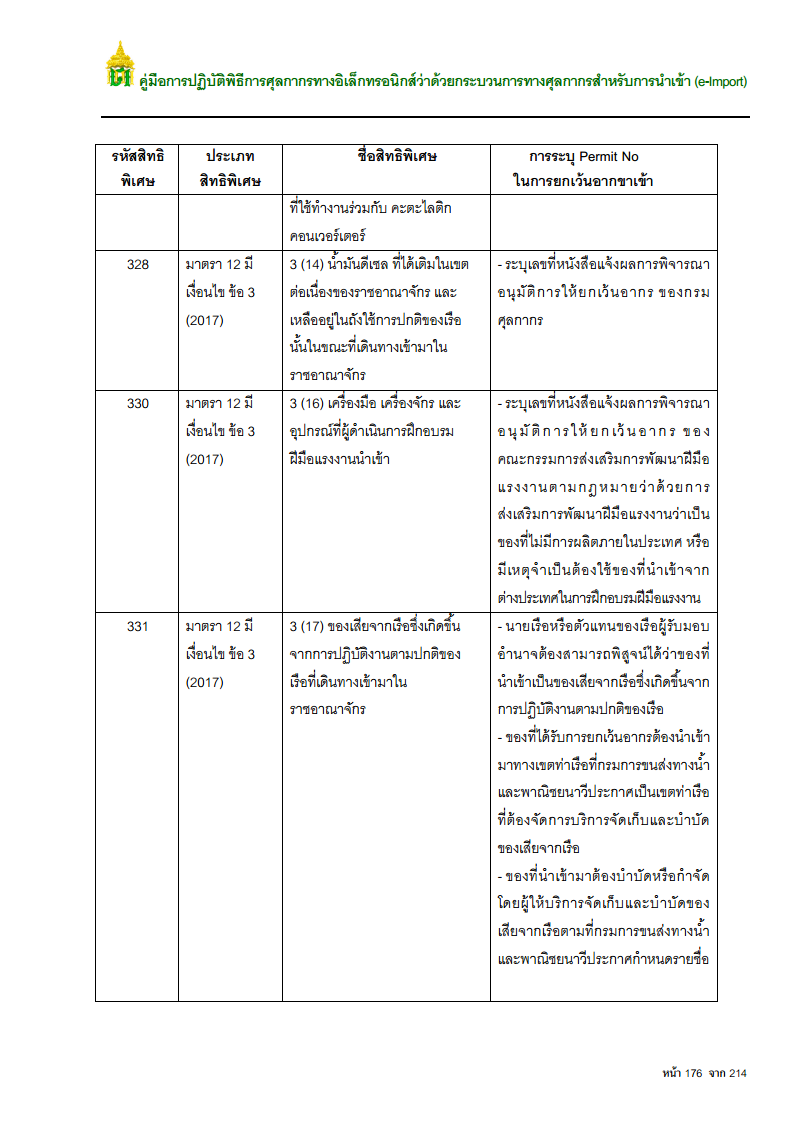 คู่มือการปฏิบัติพิธีการศุลกากรทางอิเล็กทรอนิกส์ว่าด้วยกระบวนการทางศุลกากรสำหรับการนำเข้า (e-Import)
รหัสสิทธิพิเศษ
ประเภทสิทธิพิเศษ
ชื่อสิทธิพิเศษ
การระบุ Permit No
ในการยกเว้นอากขาเข้า
ที่ใช้ทำงานร่วมกับ คะตะไลติก
คอนเวอร์เตอร์
328
มาตรา 12 มี
เงื่อนไข ข้อ 3
(2017)
3 (14) น้ำมันดีเซล ที่ได้เติมในเขต
ต่อเนื่องของราชอาณาจักร และ
เหลืออยู่ในถังใช้การปกติของเรือ
นั้นในขณะที่เดินทางเข้ามาใน
ราชอาณาจักร
- ระบุเลขที่หนังสือแจ้งผลการพิจารณา
อนุมัติการให้ยกเว้นอากร ของกรม
ศุลกากร
330
มาตรา 12 มี
เงื่อนไข ข้อ 3
(2017)
3 (16) เครื่องมือ เครื่องจักร และ
อุปกรณ์ที่ผู้ดำเนินการฝึกอบรม
ฝีมือแรงงานนำเข้า
- ระบุเลขที่หนังสือแจ้งผลการพิจารณา
อนุมัติการให้ยกเว้นอากร ของ
คณะกรรมการส่งเสริมการพัฒนาฝีมือ
แรงงานตามกฎหมายว่าด้วยการ
ส่งเสริมการพัฒนาฝีมือแรงงานว่าเป็น
ของที่ไม่มีการผลิตภายในประเทศ หรือ
มีเหตุจำเป็นต้องใช้ของที่นำเข้าจาก
ต่างประเทศในการฝึกอบรมฝีมือแรงงาน
331
มาตรา 12 มี
เงื่อนไข ข้อ 3
(2017)
3 (17) ของเสียจากเรือซึ่งเกิดขึ้น
จากการปฏิบัติงานตามปกติของ
เรือที่เดินทางเข้ามาใน
ราชอาณาจักร
- นายเรือหรือตัวแทนของเรือผู้รับมอบ
อำนาจต้องสามารถพิสูจน์ได้ว่าของที่
นำเข้าเป็นของเสียจากเรือซึ่งเกิดขึ้นจาก
การปฏิบัติงานตามปกติของเรือ
- ของที่ได้รับการยกเว้นอากรต้องนำเข้า
มาทางเขตท่าเรือที่กรมการขนส่งทางน้ำ
และพาณิชยนาวีประกาศเป็นเขตท่าเรือ
ที่ต้องจัดการบริการจัดเก็บและบำบัด
ของเสียจากเรือ
- ของที่นำเข้ามาต้องบำบัดหรือกำจัด
โดยผู้ให้บริการจัดเก็บและบำบัดของ
เสียจากเรือตามที่กรมการขนส่งทางน้ำ
และพาณิชยนาวีประกาศกำหนดรายชื่อ
หน้า 176 จาก 214